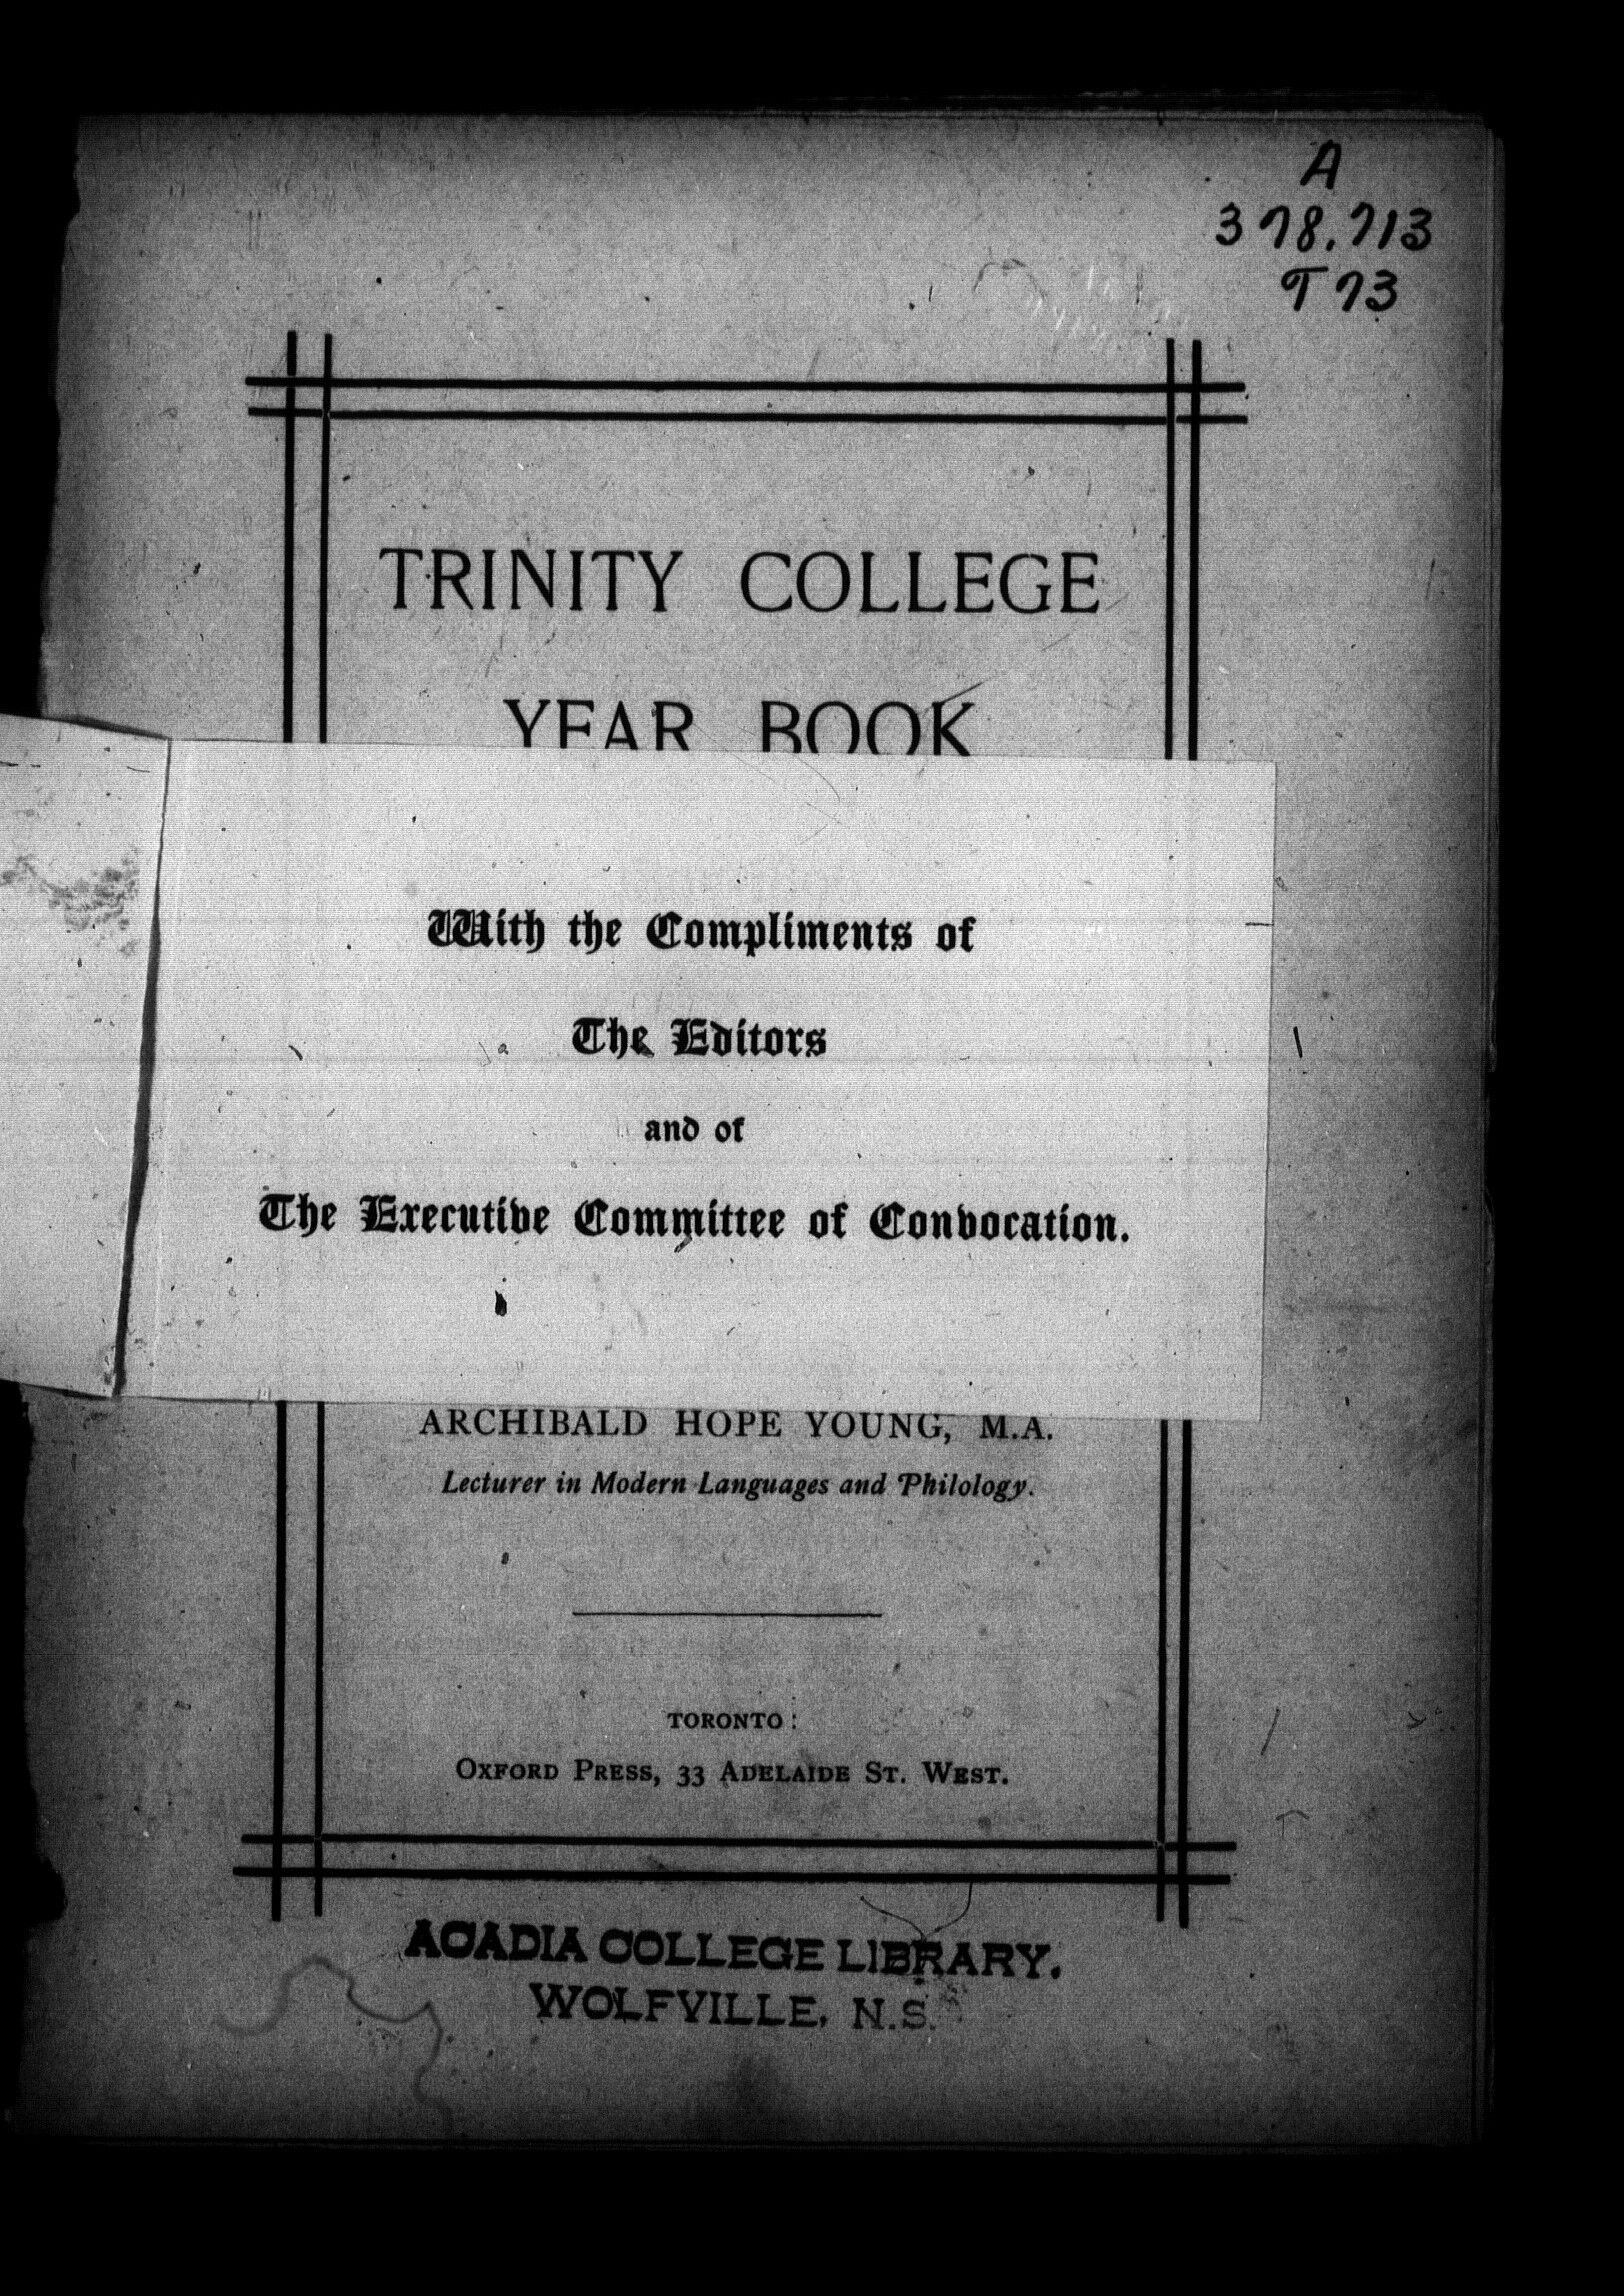 A
378.713
T73
TRINITY COLLEGE
YEAR BOOK
With the Compliments of
The Editors
and of
The Executive Committee of Convocation.
ARCHIBALD HOPE YOUNG, M.A.
Lecturer in Modern Languages and Philology.
TORONTO:
OXFORD PRESS, 33 ADELAIDE ST. WEST.
ACADIA COLLEGE LIBRARY.
WOLFVILLE, N.S.